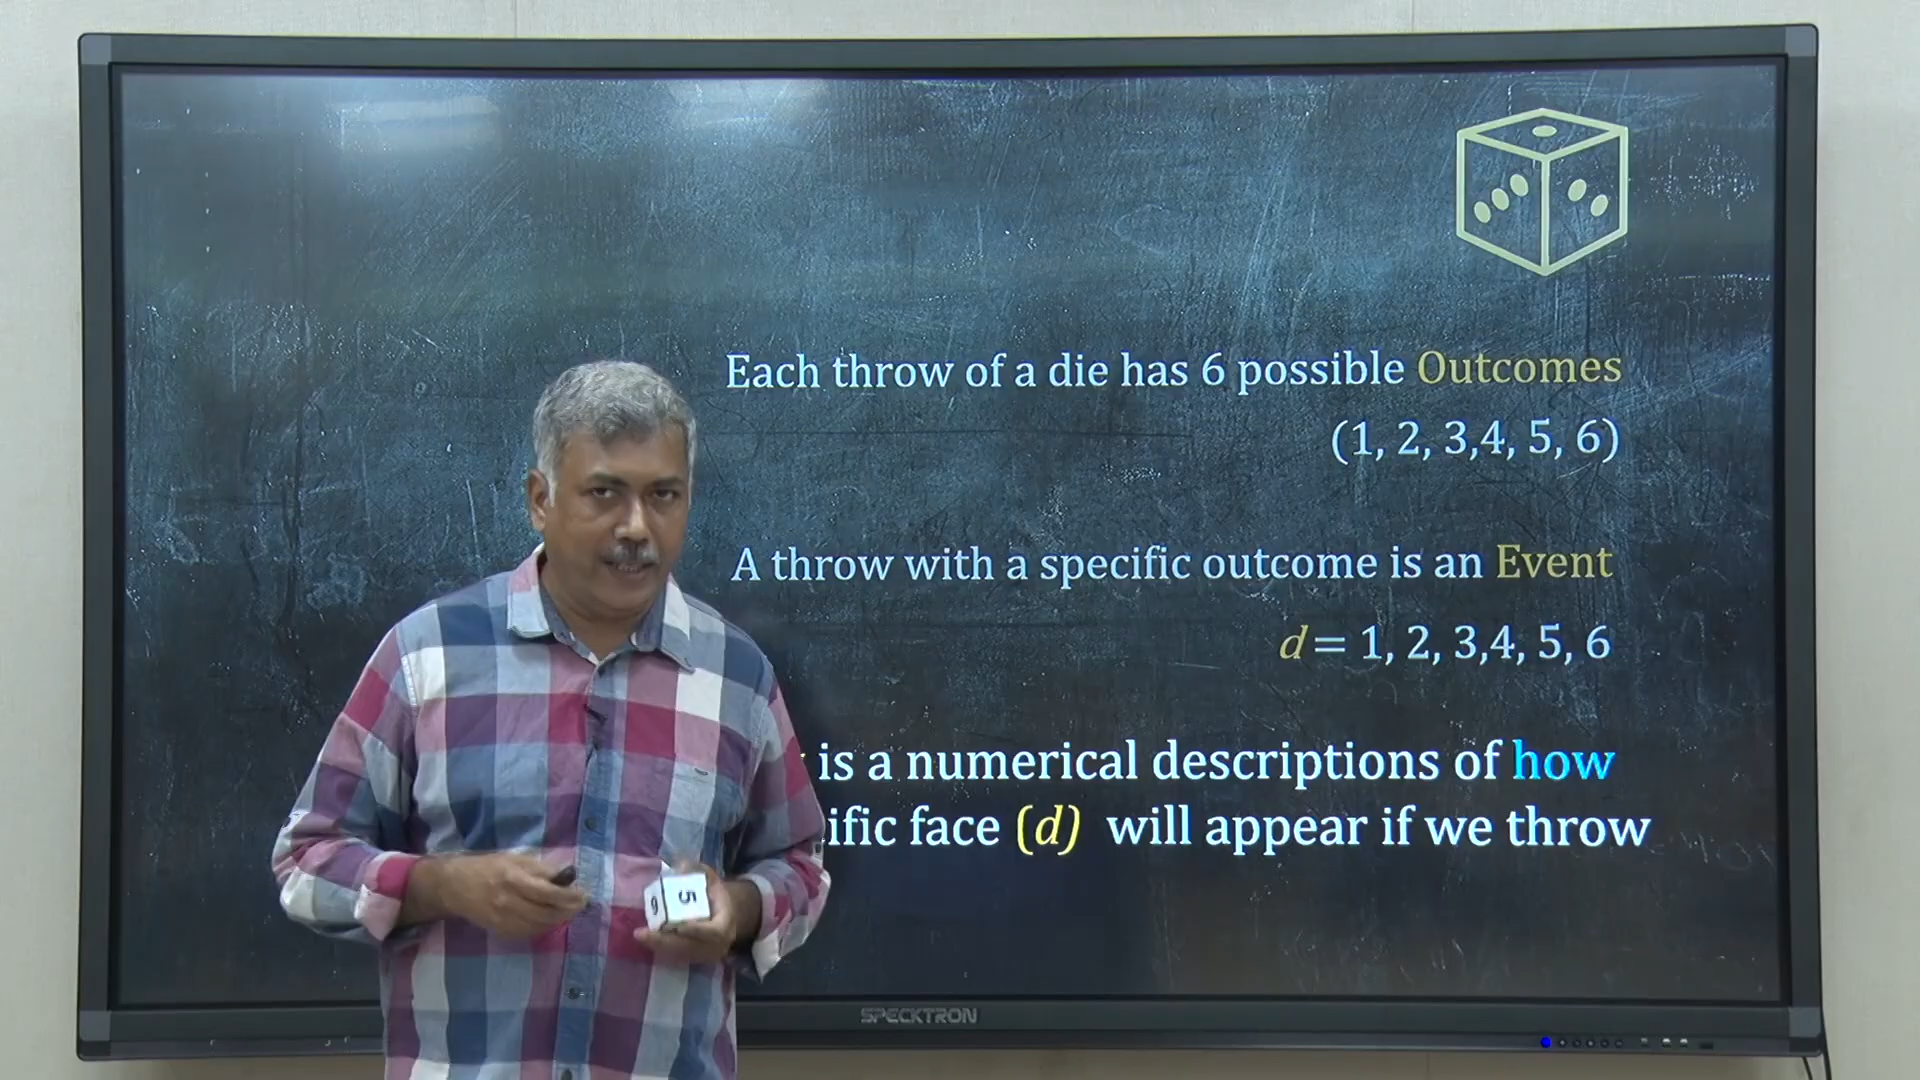 Each throw of a die has 6 possible Outcomes
(1, 2, 3,4, 5, 6)
A throw with a specific outcome is an Event
d = 1, 2, 3,4, 5, 6
is a numerical descriptions of how
face (d) will appear if we throw
5
SPECKTRON